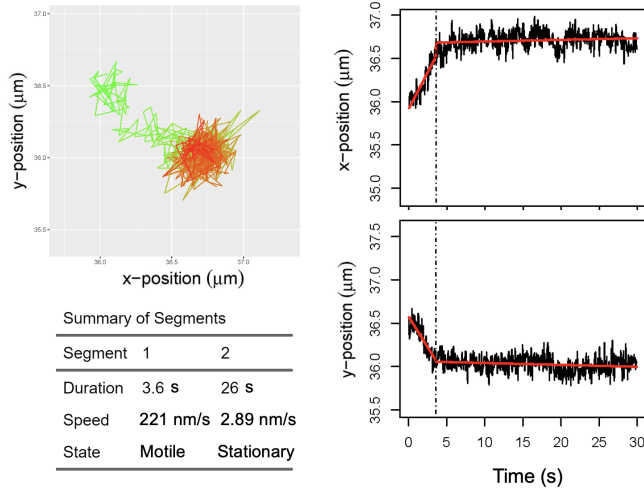 37.0
36.5
36.0
35.5
y−position (μm)
36.0
36.5
37.0
x−position (μm)
Summary of Segments
Segment 1 2
Duration 3.6 s 26 s
Speed 221 nm/s 2.89 nm/s
State Motile Stationary
37.0
36.5
36.0
35.5
35.0
x−position (μm)
37.5
37.0
36.5
36.0
35.5
y−position (μm)
0 5 10 15 20 25 30
Time (s)